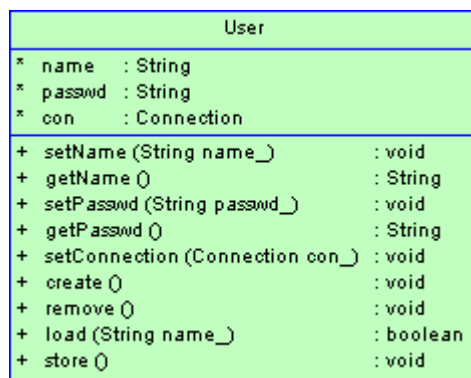 User
* name : String
* passwd : String
* con : Connection
+ setName (String name_) : void
+ getName () : String
+ setPasswd (String passwd_) : void
+ getPasswd () : String
+ setConnection (Connection con_) : void
+ create () : void
+ remove () : void
+ load (String name_) : boolean
+ store () : void